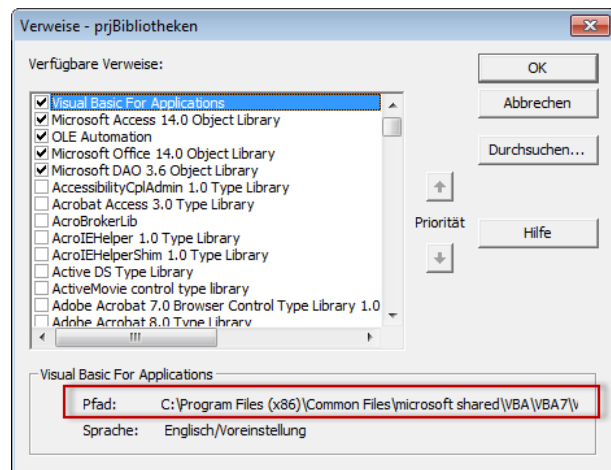 Verweise - prjBibliotheken
Verfügbare Verweise:
Visual Basic For Applications
Microsoft Access 14.0 Object Library
OLE Automation
Microsoft Office 14.0 Object Library
Microsoft DAO 3.6 Object Library
AccessibilityCplAdmin 1.0 Type Library
Acrobat Access 3.0 Type Library
AcroBrokerLib
AcroIEHelper 1.0 Type Library
AcroIEHelperShim 1.0 Type Library
Active DS Type Library
ActiveMovie control type library
Adobe Acrobat 7.0 Browser Control Type Library 1.0
Adobe Acrobat 8.0 Type Library
OK
Abbrechen
Durchsuchen...
Priorität
Hilfe
Visual Basic For Applications
Pfad: C:\Program Files (x86)\Common Files\microsoft shared\VBA\VBA7\
Sprache: Englisch/Voreinstellung